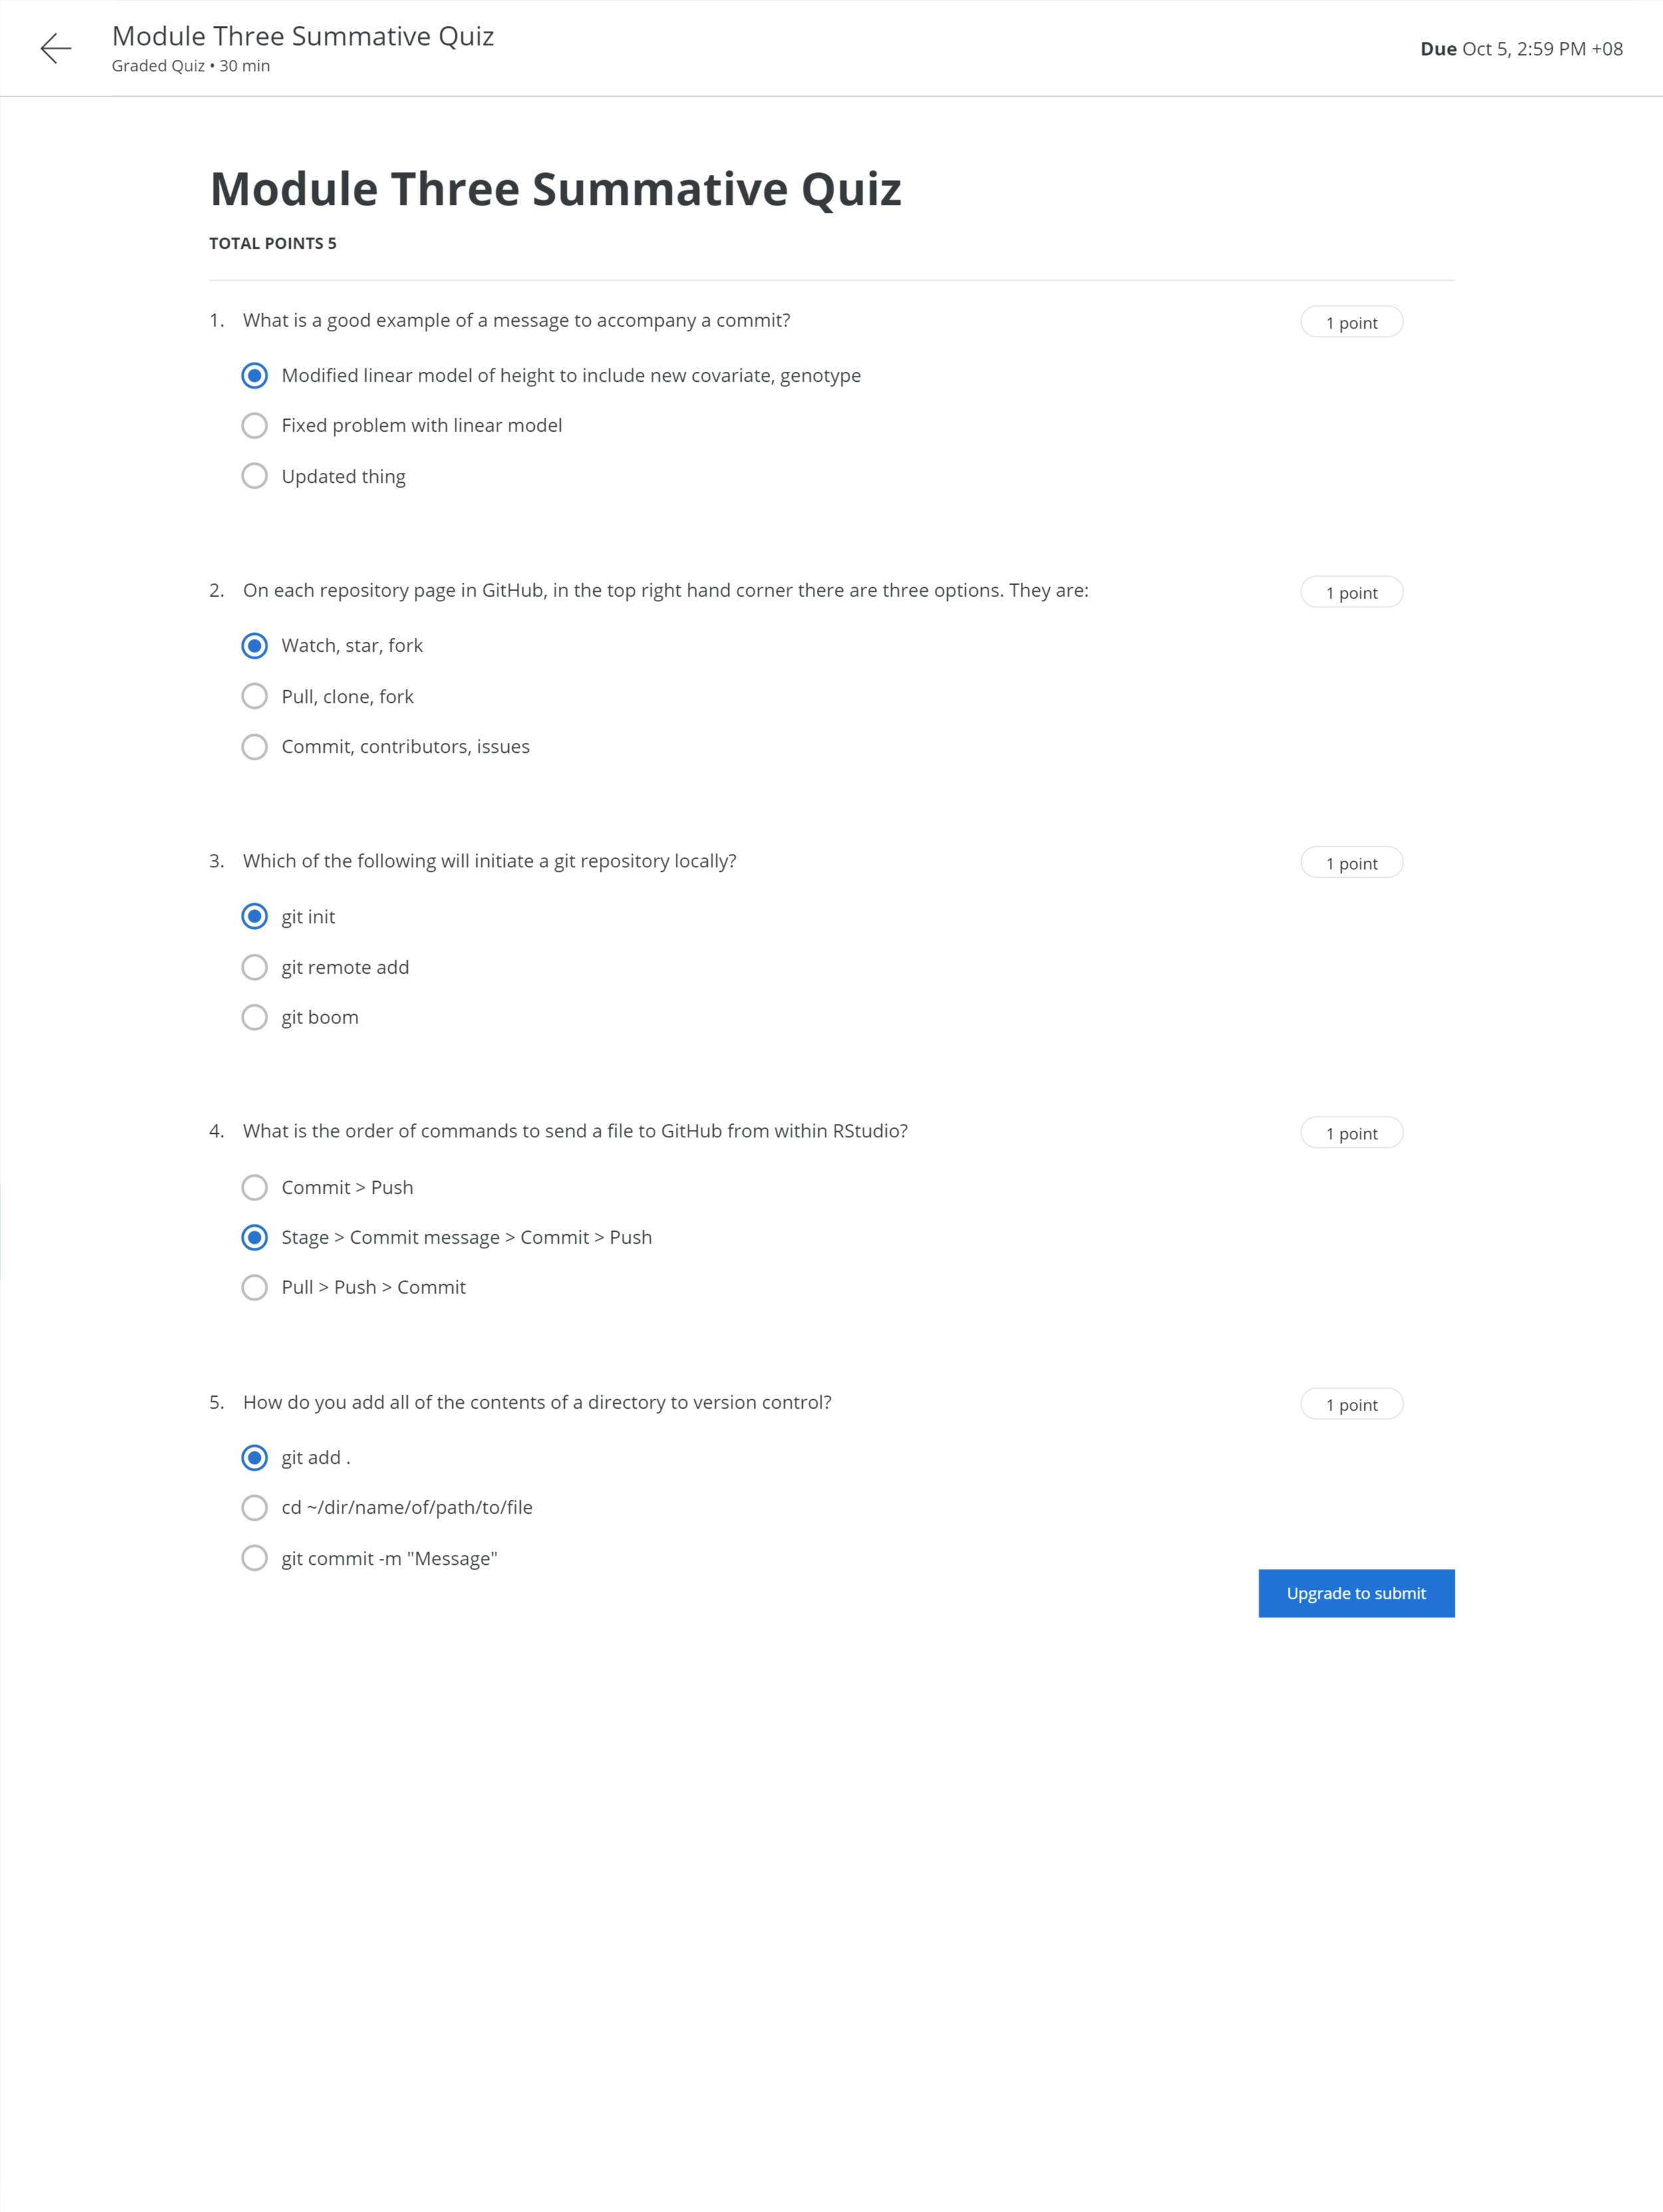 Module Three Summative Quiz
Graded Quiz • 30 min
Due Oct 5, 2:59 PM +08
Module Three Summative Quiz
TOTAL POINTS 5
1. What is a good example of a message to accompany a commit?
1 point
Modified linear model of height to include new covariate, genotype
Fixed problem with linear model
Updated thing
2. On each repository page in GitHub, in the top right hand corner there are three options. They are:
1 point
Watch, star, fork
Pull, clone, fork
Commit, contributors, issues
3. Which of the following will initiate a git repository locally?
1 point
git init
git remote add
git boom
4. What is the order of commands to send a file to GitHub from within RStudio?
1 point
Commit > Push
Stage > Commit message > Commit > Push
Pull > Push > Commit
5. How do you add all of the contents of a directory to version control?
1 point
git add .
cd ~/dir/name/of/path/to/file
git commit -m "Message"
Upgrade to submit